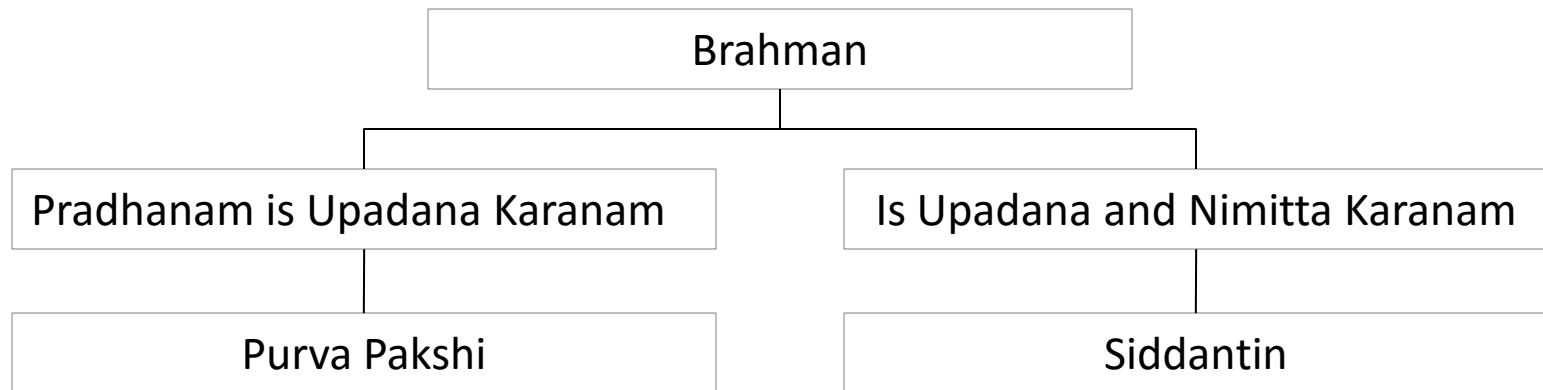 Brahman
Pradhanam is Upadana Karanam
Is Upadana and Nimitta Karanam
Purva Pakshi
Siddantin